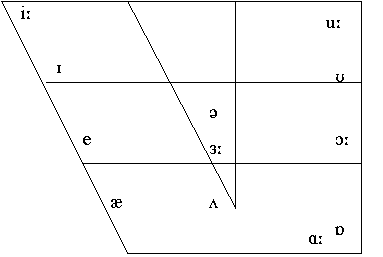 iː uː
ɪ ʊ
ə
e ɜː ɔː
æ ʌ
ɑː ɒ